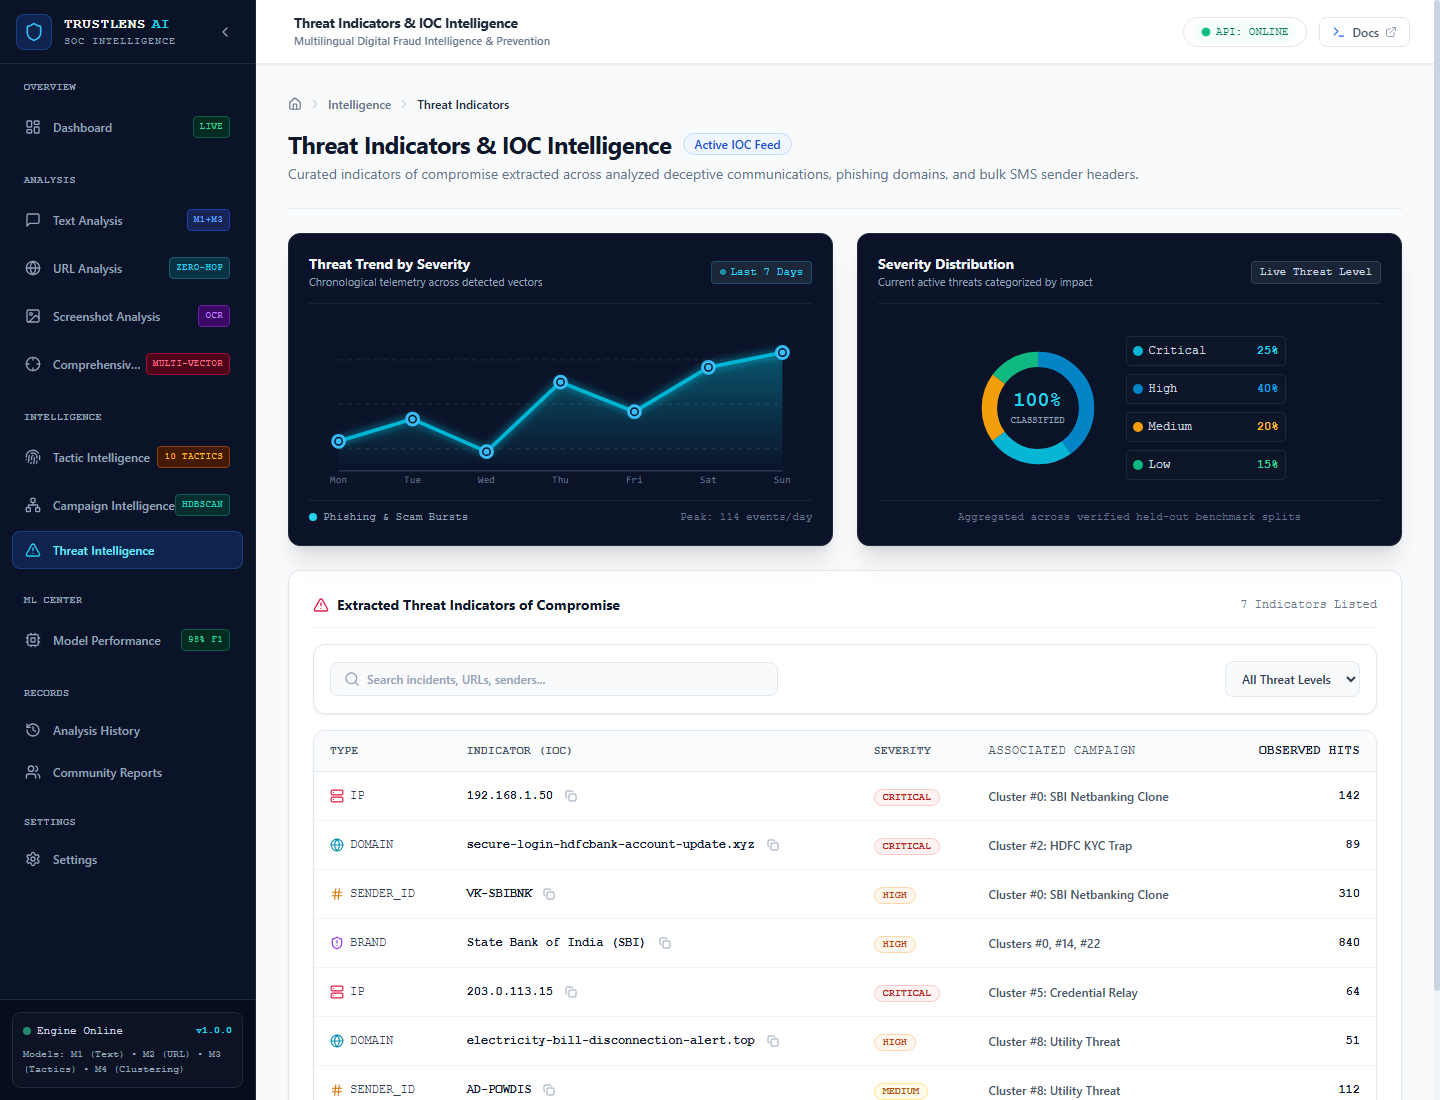 TRUSTLENS AI
SOC INTELLIGENCE
OVERVIEW
Dashboard LIVE
ANALYSIS
Text Analysis M1+M3
URL Analysis ZERO-HOP
Screenshot Analysis OCR
Comprehensiv... MULTI-VECTOR
INTELLIGENCE
Tactic Intelligence 10 TACTICS
Campaign Intelligence HDBSCAN
Threat Intelligence
ML CENTER
Model Performance 98% F1
RECORDS
Analysis History
Community Reports
SETTINGS
Settings
Engine Online v1.0.0
Models: M1 (Text) • M2 (URL) • M3
(Tactics) • M4 (Clustering)
Threat Indicators & IOC Intelligence
Multilingual Digital Fraud Intelligence & Prevention
API: ONLINE
Docs
Intelligence > Threat Indicators
Threat Indicators & IOC Intelligence Active IOC Feed
Curated indicators of compromise extracted across analyzed deceptive communications, phishing domains, and bulk SMS sender headers.
Threat Trend by Severity
Chronological telemetry across detected vectors
Last 7 Days
Mon Tue Wed Thu Fri Sat Sun
Phishing & Scam Bursts Peak: 114 events/day
Severity Distribution
Current active threats categorized by impact
Live Threat Level
100%
CLASSIFIED
Critical 25%
High 40%
Medium 20%
Low 15%
Aggregated across verified held-out benchmark splits
Extracted Threat Indicators of Compromise 7 Indicators Listed
Search incidents, URLs, senders... All Threat Levels
TYPE INDICATOR (IOC) SEVERITY ASSOCIATED CAMPAIGN OBSERVED HITS
IP 192.168.1.50 CRITICAL Cluster #0: SBI Netbanking Clone 142
DOMAIN secure-login-hdfcbank-account-update.xyz CRITICAL Cluster #2: HDFC KYC Trap 89
SENDER_ID VK-SBIBNK HIGH Cluster #0: SBI Netbanking Clone 310
BRAND State Bank of India (SBI) HIGH Clusters #0, #14, #22 840
IP 203.0.113.15 CRITICAL Cluster #5: Credential Relay 64
DOMAIN electricity-bill-disconnection-alert.top HIGH Cluster #8: Utility Threat 51
SENDER_ID AD-POWDIS MEDIUM Cluster #8: Utility Threat 112